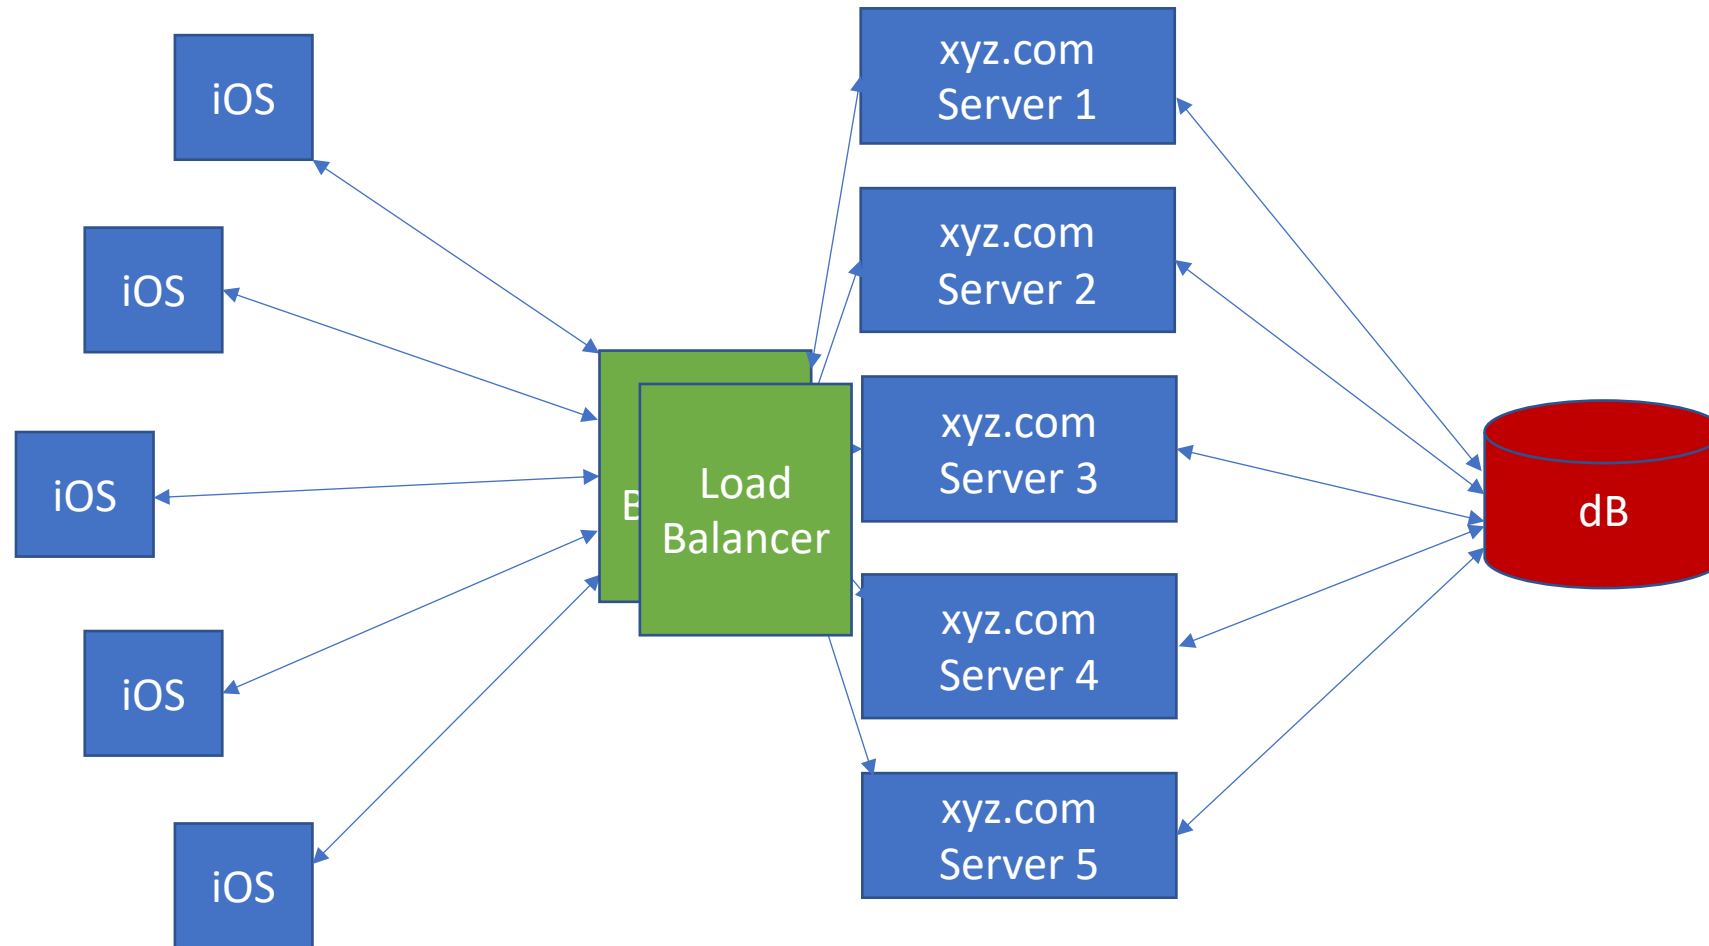 iOS
iOS
iOS
iOS
iOS
Load
Balancer
xyz.com
Server 1
xyz.com
Server 2
xyz.com
Server 3
xyz.com
Server 4
xyz.com
Server 5
dB